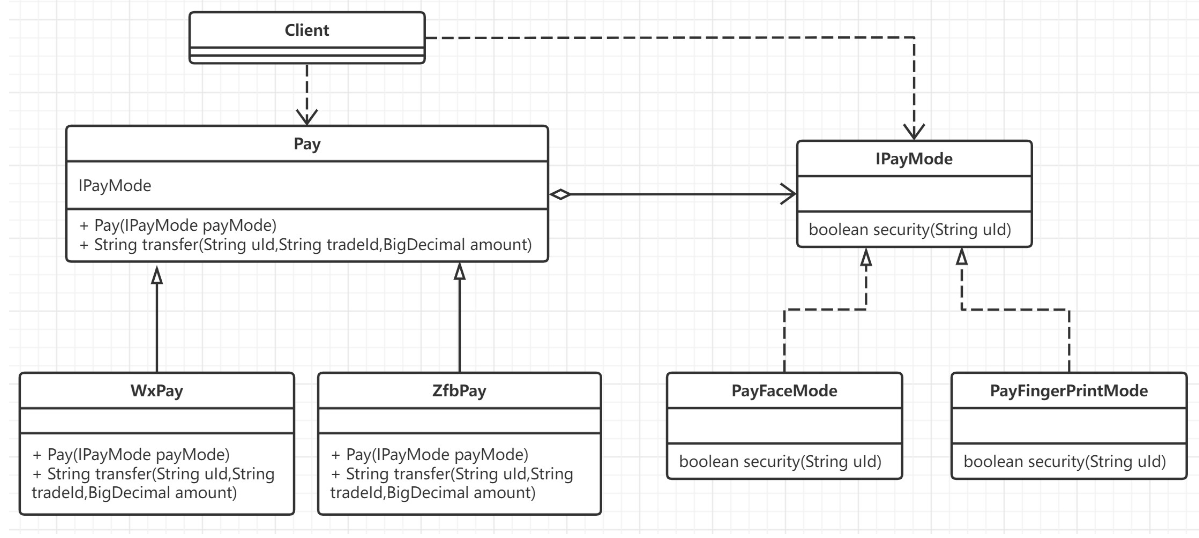 Client
Pay
IPayMode
+ Pay(IPayMode payMode)
+ String transfer(String uId,String tradeId,BigDecimal amount)
IPayMode
boolean security(String uId)
WxPay
+ Pay(IPayMode payMode)
+ String transfer(String uId,String
tradeId,BigDecimal amount)
ZfbPay
+ Pay(IPayMode payMode)
+ String transfer(String uId,String
tradeId,BigDecimal amount)
PayFaceMode
boolean security(String uId)
PayFingerPrintMode
boolean security(String uId)